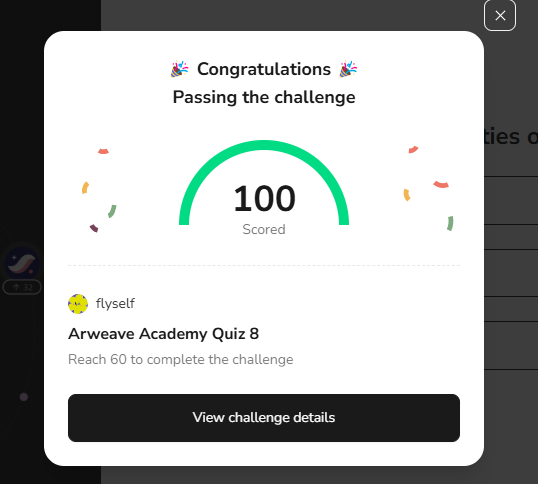 Congratulations
Passing the challenge
ties o
100
Scored
32
flyself
Arweave Academy Quiz 8
Reach 60 to complete the challenge
View challenge details